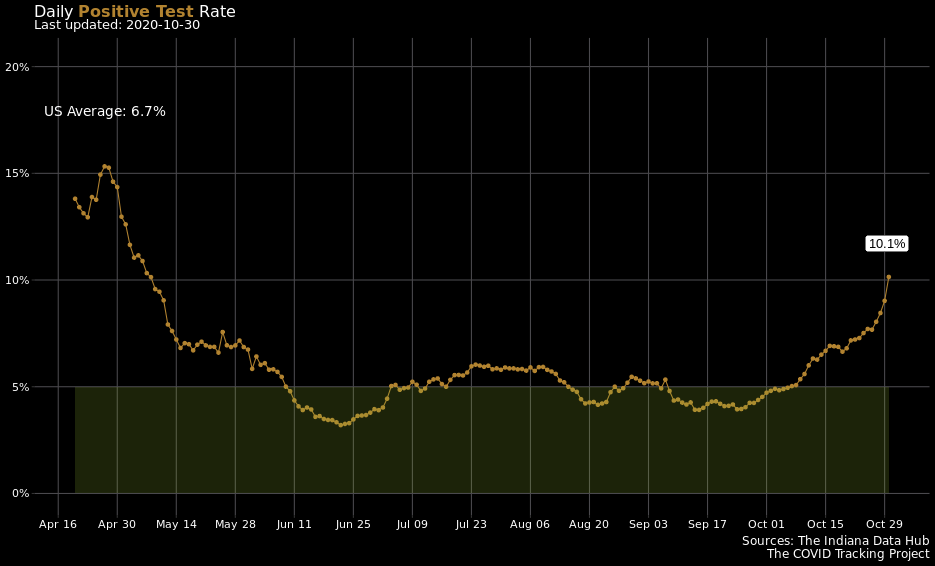 Daily Positive Test Rate
Last updated: 2020-10-30
20%
US Average: 6.7%
15%
10.1%
10%
5%
0%
Apr 16 Apr 30 May 14 May 28 Jun 11 Jun 25 Jul 09 Jul 23 Aug 06 Aug 20 Sep 03 Sep 17 Oct 01 Oct 15 Oct 29
Sources: The Indiana Data Hub
The COVID Tracking Project